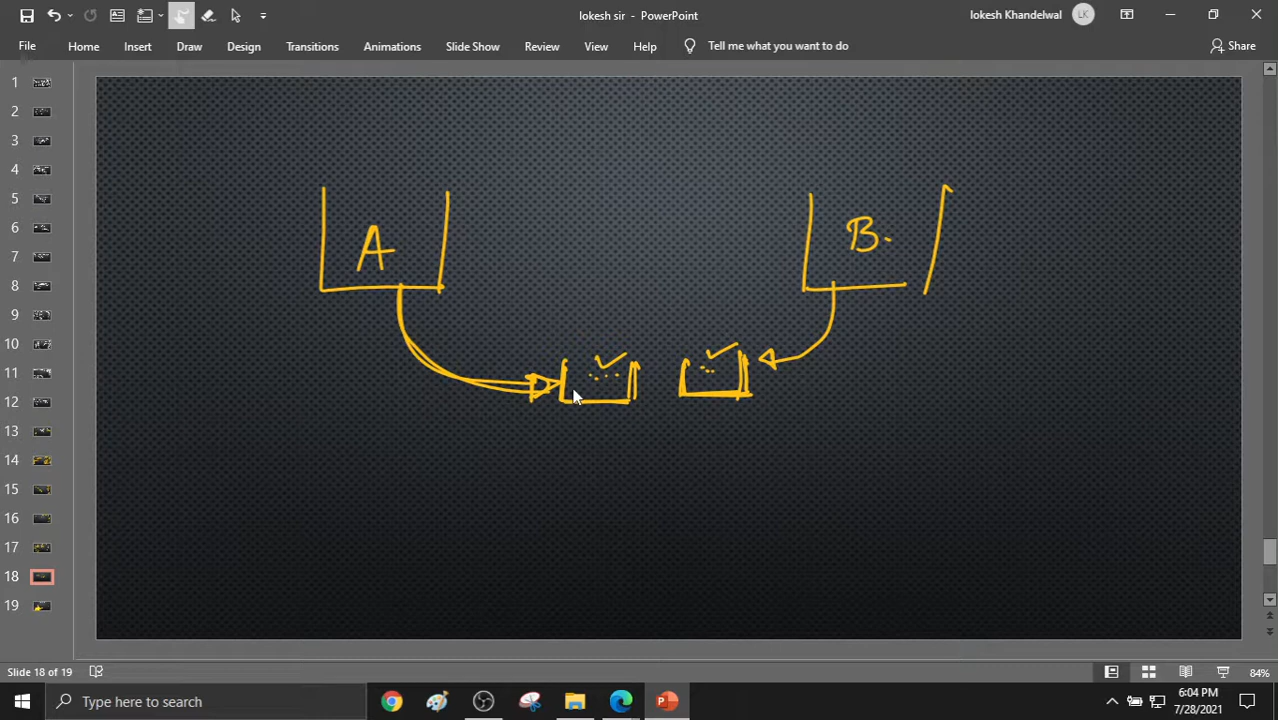 lokesh sir - PowerPoint
lokesh Khandelwal
LK
File Home Insert Draw Design Transitions Animations Slide Show Review View Help Tell me what you want to do Share
1
2
3
4
5
6
7
8
9
10
11
12
13
14
15
16
17
18
19
A
B.
Slide 18 of 19
84%
Type here to search
6:04 PM
7/28/2021